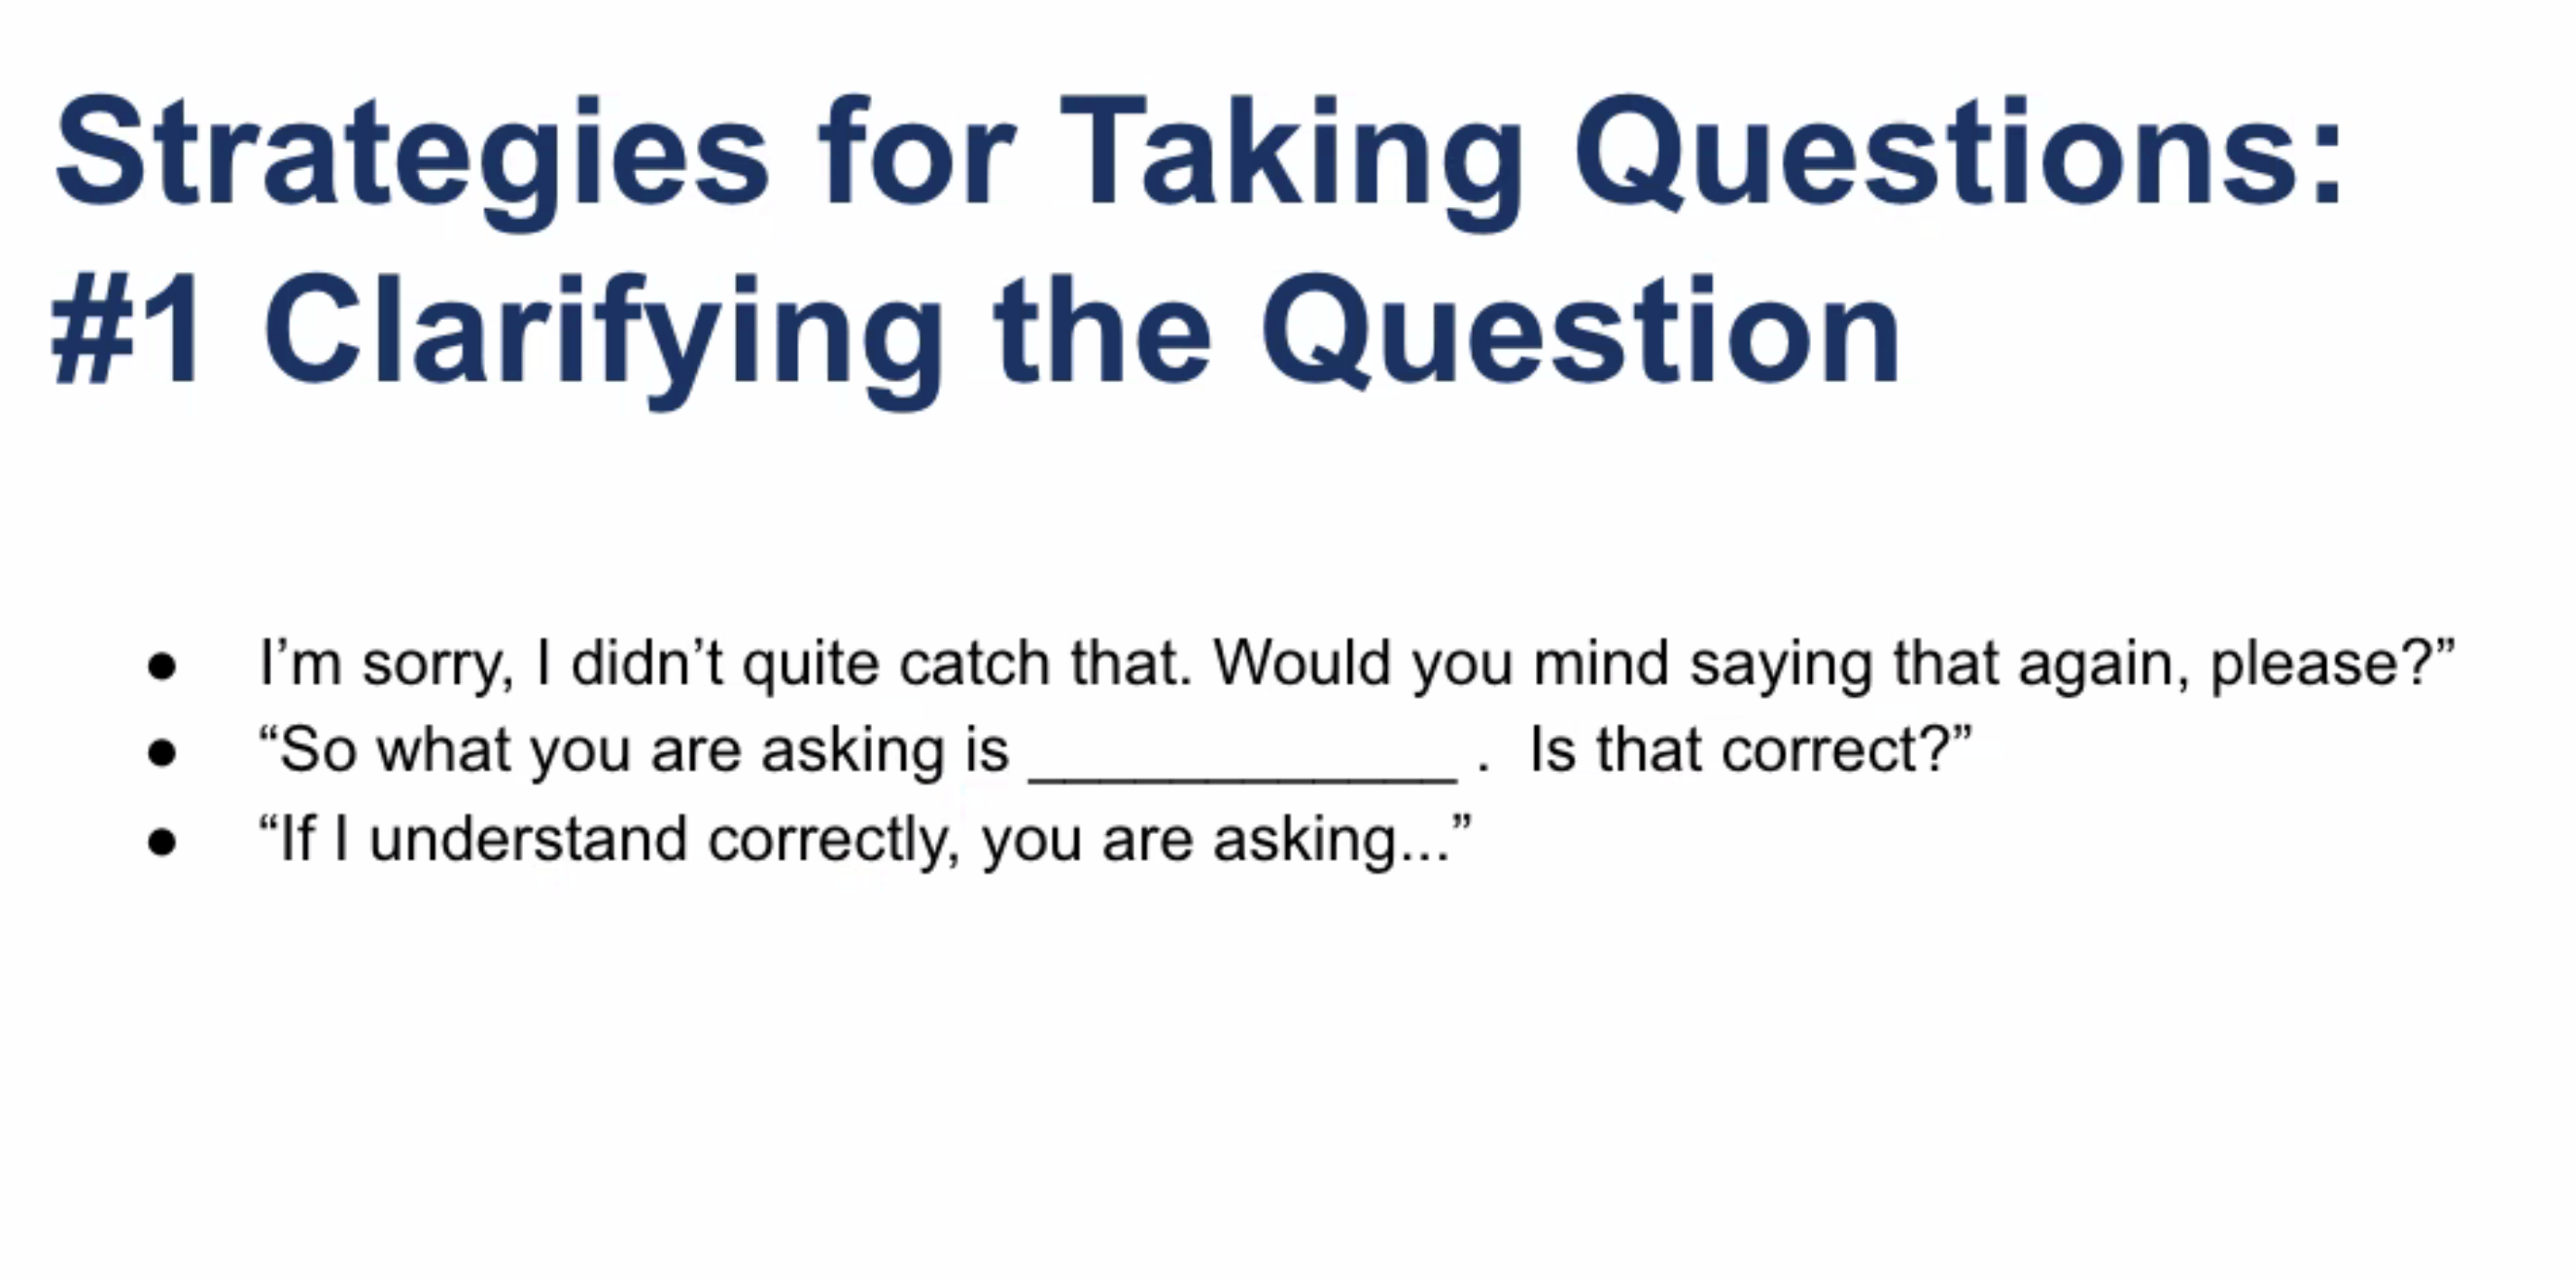 Strategies for Taking Questions:
#1 Clarifying the Question
● I’m sorry, I didn’t quite catch that. Would you mind saying that again, please?”
● “So what you are asking is ____________ .  Is that correct?”
● “If I understand correctly, you are asking...”